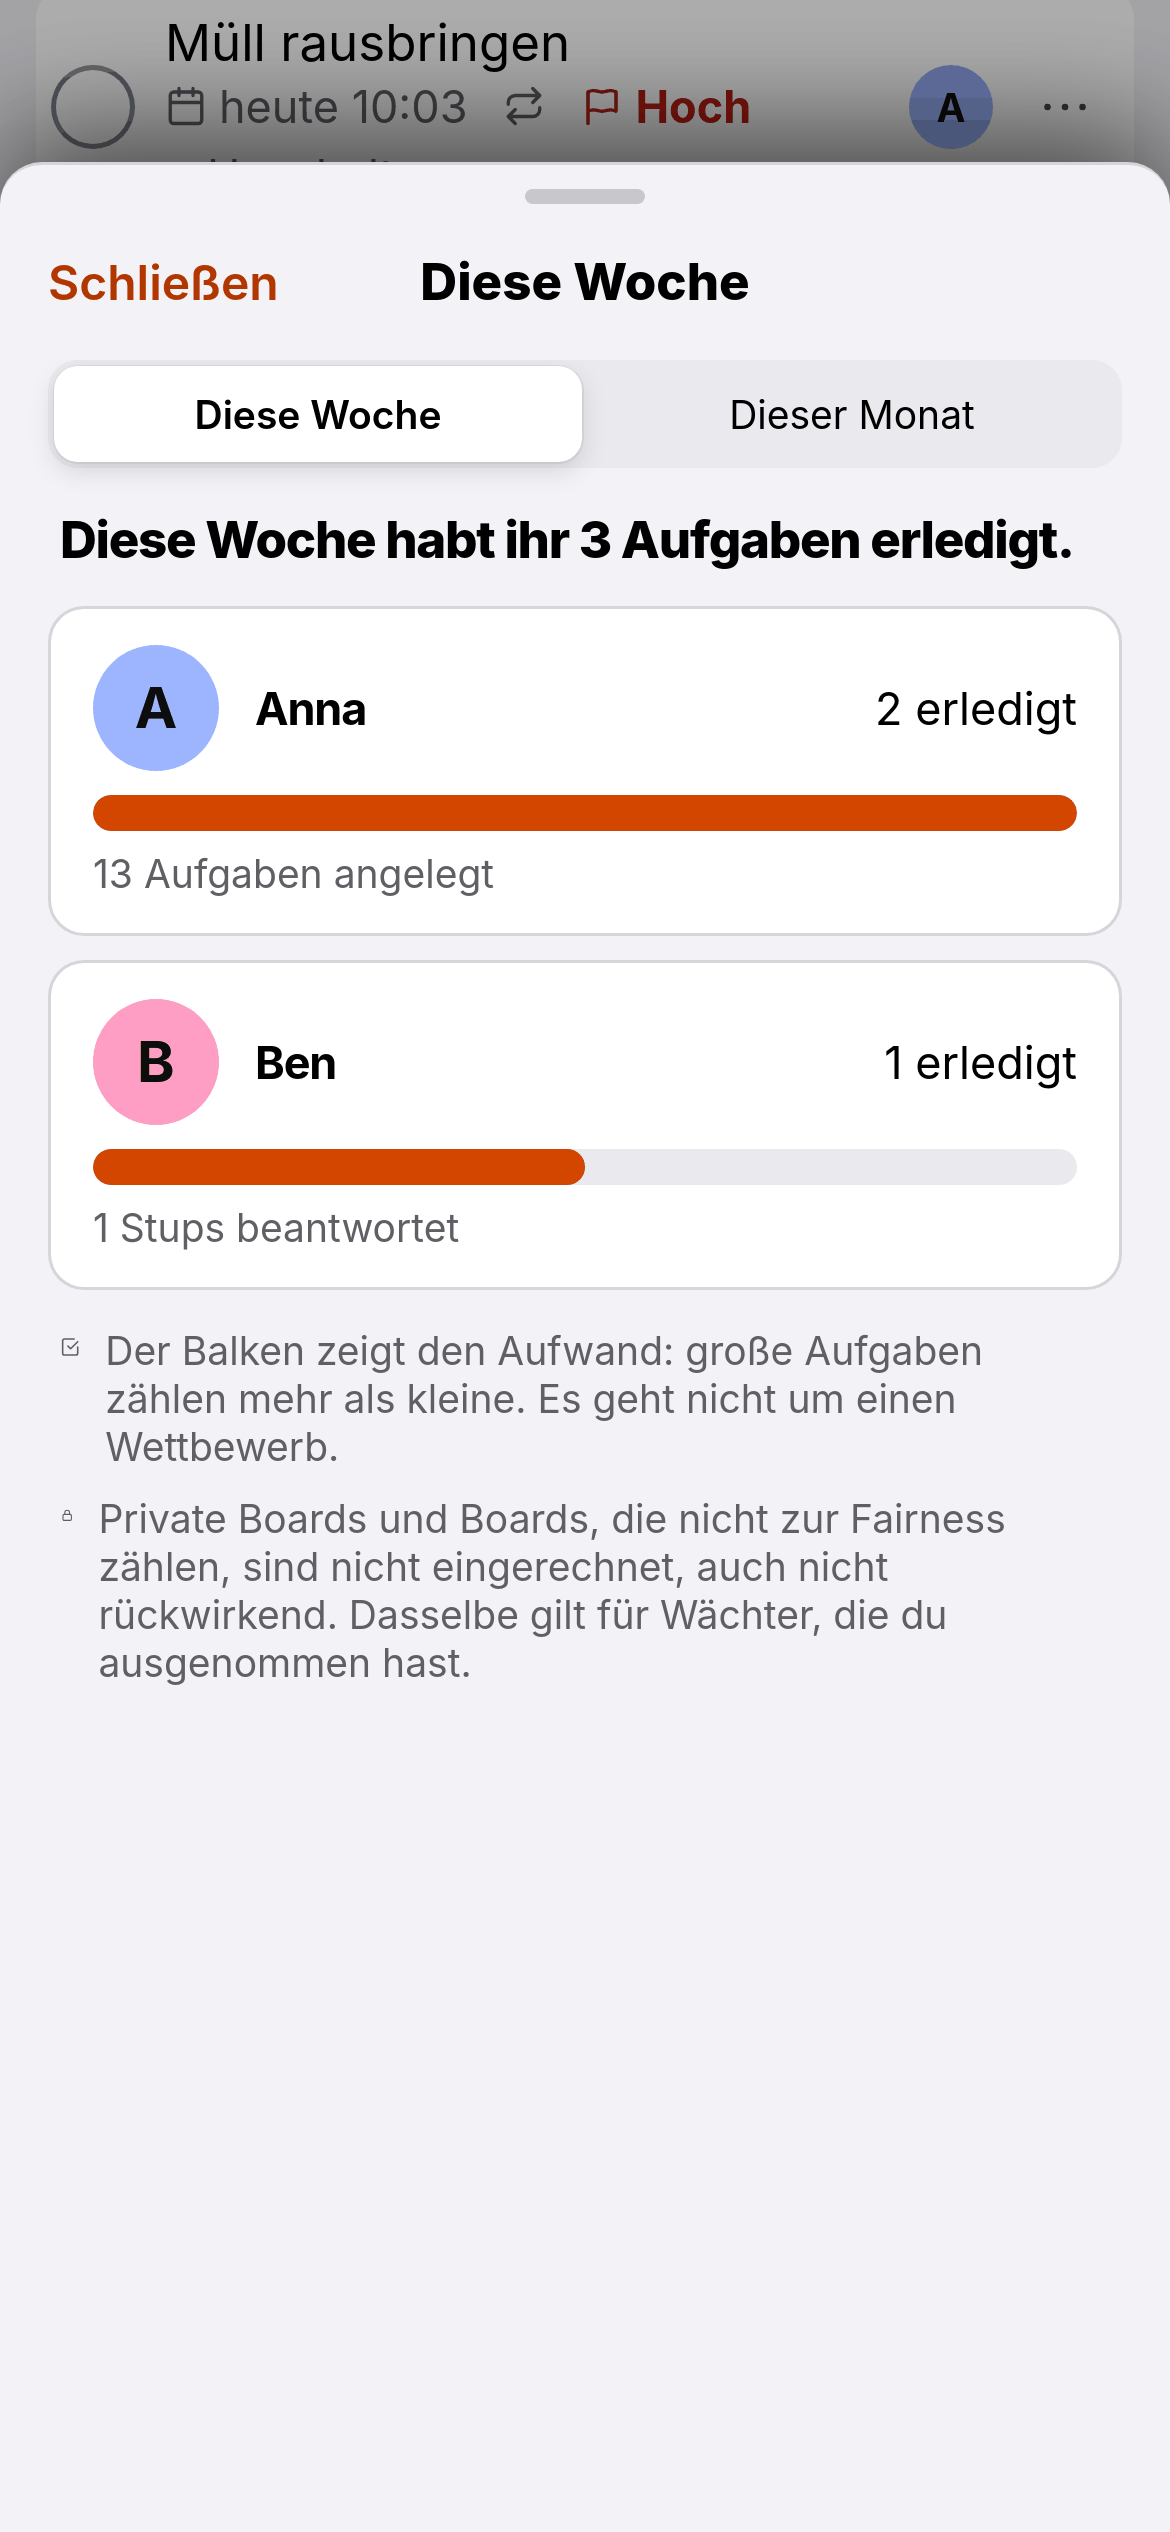 Müll rausbringen
heute 10:03 Hoch A
Schließen Diese Woche
Diese Woche Dieser Monat
Diese Woche habt ihr 3 Aufgaben erledigt.
A Anna 2 erledigt
13 Aufgaben angelegt
B Ben 1 erledigt
1 Stups beantwortet
Der Balken zeigt den Aufwand: große Aufgaben
zählen mehr als kleine. Es geht nicht um einen
Wettbewerb.
Private Boards und Boards, die nicht zur Fairness
zählen, sind nicht eingerechnet, auch nicht
rückwirkend. Dasselbe gilt für Wächter, die du
ausgenommen hast.